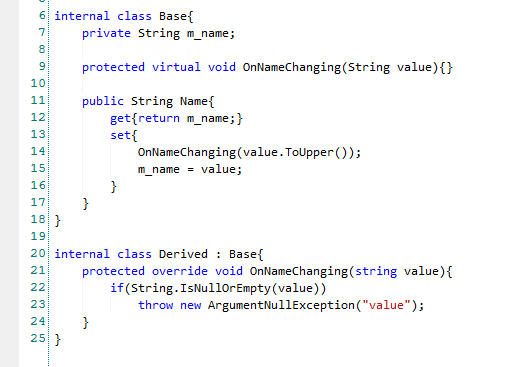 6 internal class Base{
7     private String m_name;
8
9     protected virtual void OnNameChanging(String value){}
10
11     public String Name{
12         get{return m_name;}
13         set{
14             OnNameChanging(value.ToUpper());
15             m_name = value;
16         }
17     }
18 }
19
20 internal class Derived : Base{
21     protected override void OnNameChanging(string value){
22         if(String.IsNullOrEmpty(value))
23             throw new ArgumentNullException("value");
24     }
25 }